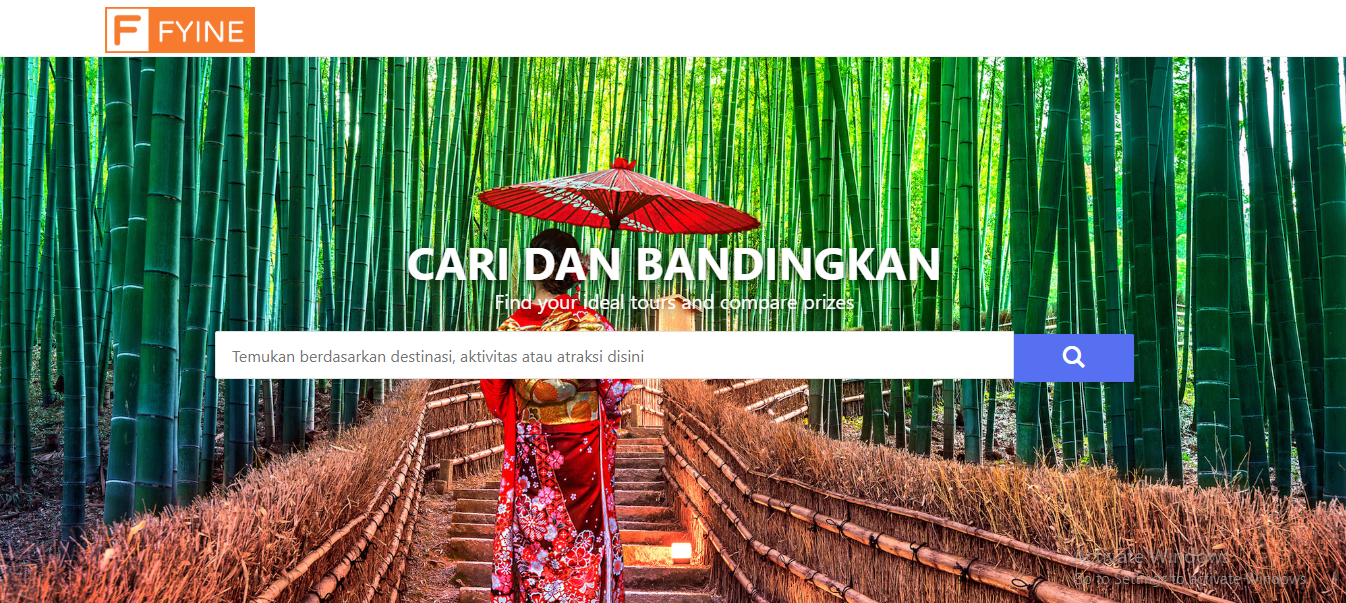 F FYINE
CARI DAN BANDINGKAN
Find your ideal tours and compare prizes
Temukan berdasarkan destinasi, aktivitas atau atraksi disini
Activate Windows
Go to Settings to activate Windows.